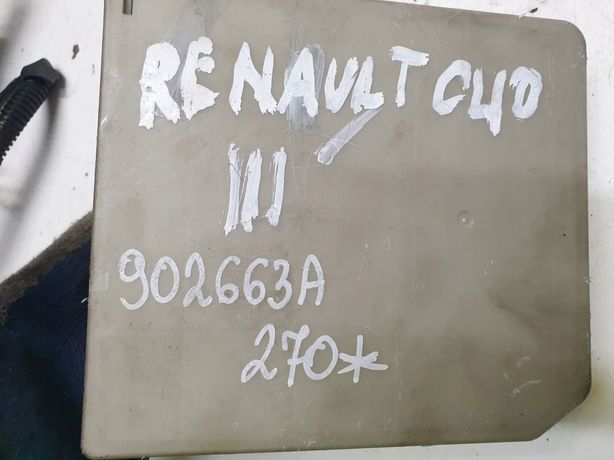 RENAULT CLIO
III
902663A
270*